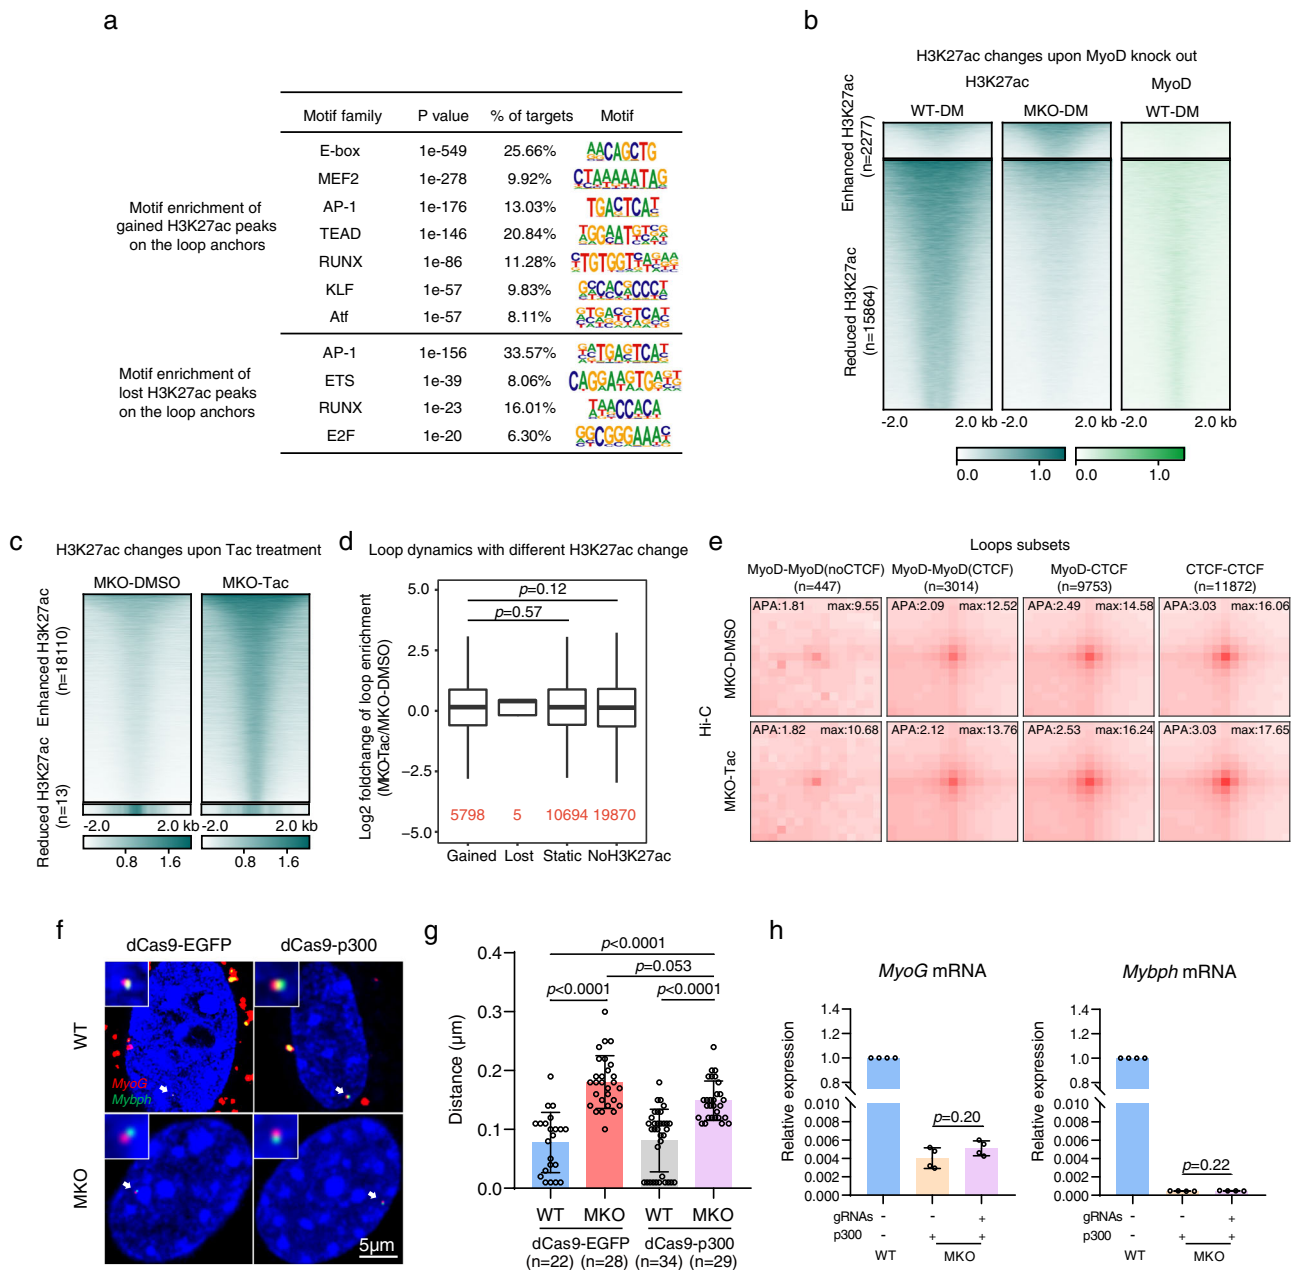 a
Motif family P value % of targets Motif
Motif enrichment of
gained H3K27ac peaks
on the loop anchors
E-box 1e-549 25.66%
MEF2 1e-278 9.92%
AP-1 1e-176 13.03%
TEAD 1e-146 20.84%
RUNX 1e-86 11.28%
KLF 1e-57 9.83%
Atf 1e-57 8.11%
Motif enrichment of
lost H3K27ac peaks
on the loop anchors
AP-1 1e-156 33.57%
ETS 1e-39 8.06%
RUNX 1e-23 16.01%
E2F 1e-20 6.30%
b
H3K27ac changes upon MyoD knock out
H3K27ac MyoD
WT-DM MKO-DM WT-DM
Enhanced H3K27ac
(n=2277)
Reduced H3K27ac
(n=15864)
-2.0 2.0 kb -2.0 2.0 kb -2.0 2.0 kb
0.0 1.0 0.0 1.0
c
H3K27ac changes upon Tac treatment
MKO-DMSO MKO-Tac
Enhanced H3K27ac
(n=18110)
Reduced H3K27ac
(n=13)
-2.0 2.0 kb -2.0 2.0 kb
0.8 1.6 0.8 1.6
d
Loop dynamics with different H3K27ac change
Log2 foldchange of loop enrichment
(MKO-Tac/MKO-DMSO)
5.0
2.5
0.0
−2.5
−5.0
p=0.12
p=0.57
5798 5 10694 19870
Gained Lost Static NoH3K27ac
e
Loops subsets
MyoD-MyoD(noCTCF) MyoD-MyoD(CTCF) MyoD-CTCF CTCF-CTCF
(n=447) (n=3014) (n=9753) (n=11872)
Hi-C
MKO-DMSO
APA:1.81 max:9.55 APA:2.09 max:12.52 APA:2.49 max:14.58 APA:3.03 max:16.06
MKO-Tac
APA:1.82 max:10.68 APA:2.12 max:13.76 APA:2.53 max:16.24 APA:3.03 max:17.65
f
dCas9-EGFP dCas9-p300
WT
MyoG
Mybph
MKO
5µm
g
Distance (µm)
0.4
0.3
0.2
0.1
0.0
p<0.0001
p=0.053
p<0.0001 p<0.0001
WT MKO WT MKO
dCas9-EGFP dCas9-p300
(n=22) (n=28) (n=34) (n=29)
h
MyoG mRNA
Relative expression
1.4
1.2
1.0
0.8
0.010
0.008
0.006
0.004
0.002
0.000
p=0.20
gRNAs - - +
p300 - + +
WT MKO
Mybph mRNA
Relative expression
1.4
1.2
1.0
0.8
0.010
0.008
0.006
0.004
0.002
0.000
p=0.22
gRNAs - - +
p300 - + +
WT MKO